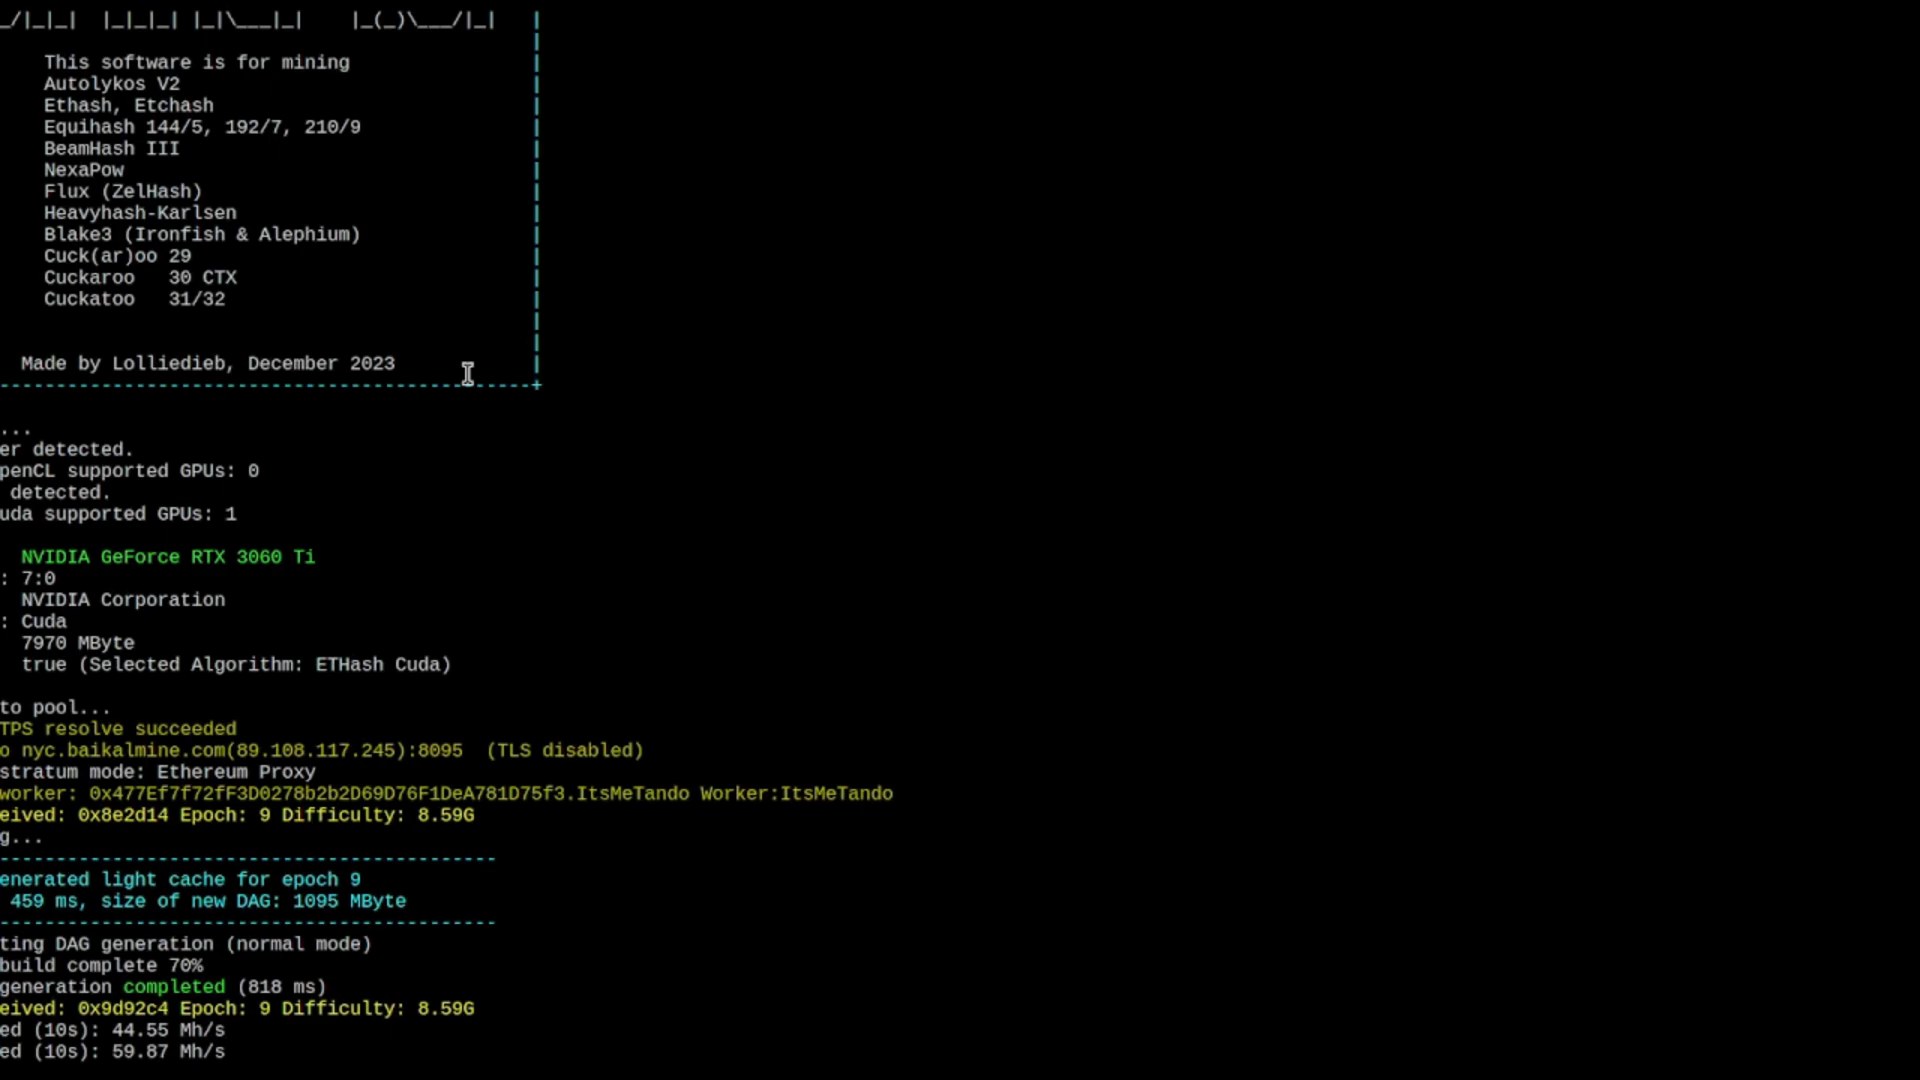 _/|_|_|  |_|_|_| |_|\___|_|    |_(_)\___/|_|   |
This software is for mining
Autolykos V2
Ethash, Etchash
Equihash 144/5, 192/7, 210/9
BeamHash III
NexaPow
Flux (ZelHash)
Heavyhash-Karlsen
Blake3 (Ironfish & Alephium)
Cuck(ar)oo 29
Cuckaroo   30 CTX
Cuckatoo   31/32
Made by Lolliedieb, December 2023
-----------------------------------------------+
...
er detected.
penCL supported GPUs: 0
detected.
uda supported GPUs: 1
NVIDIA GeForce RTX 3060 Ti
: 7:0
NVIDIA Corporation
: Cuda
7970 MByte
true (Selected Algorithm: ETHash Cuda)
to pool...
TPS resolve succeeded
o nyc.baikalmine.com(89.108.117.245):8095  (TLS disabled)
stratum mode: Ethereum Proxy
worker: 0x477Ef7f72fF3D0278b2b2D69D76F1DeA781D75f3.ItsMeTando Worker:ItsMeTando
eived: 0x8e2d14 Epoch: 9 Difficulty: 8.59G
g...
--------------------------------------------
enerated light cache for epoch 9
459 ms, size of new DAG: 1095 MByte
--------------------------------------------
ting DAG generation (normal mode)
build complete 70%
generation completed (818 ms)
eived: 0x9d92c4 Epoch: 9 Difficulty: 8.59G
ed (10s): 44.55 Mh/s
ed (10s): 59.87 Mh/s